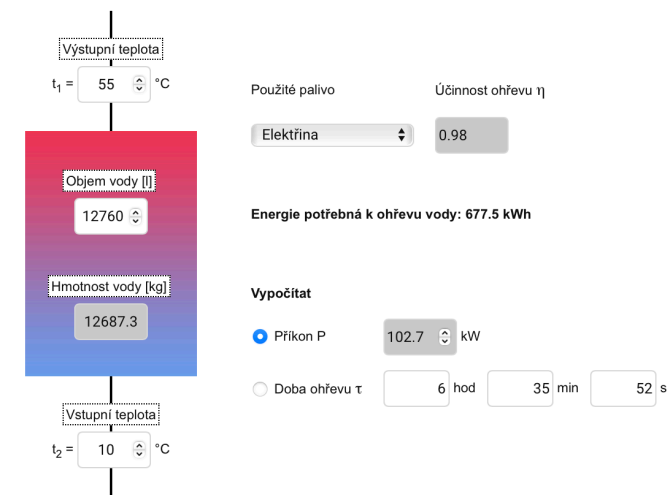 Výstupní teplota
t1 = 55 °C
Použité palivo
Účinnost ohřevu η
Elektřina
0.98
Objem vody [l]
12760
Energie potřebná k ohřevu vody: 677.5 kWh
Hmotnost vody [kg]
12687.3
Vypočítat
Příkon P 102.7 kW
Doba ohřevu τ 6 hod 35 min 52 s
Vstupní teplota
t2 = 10 °C